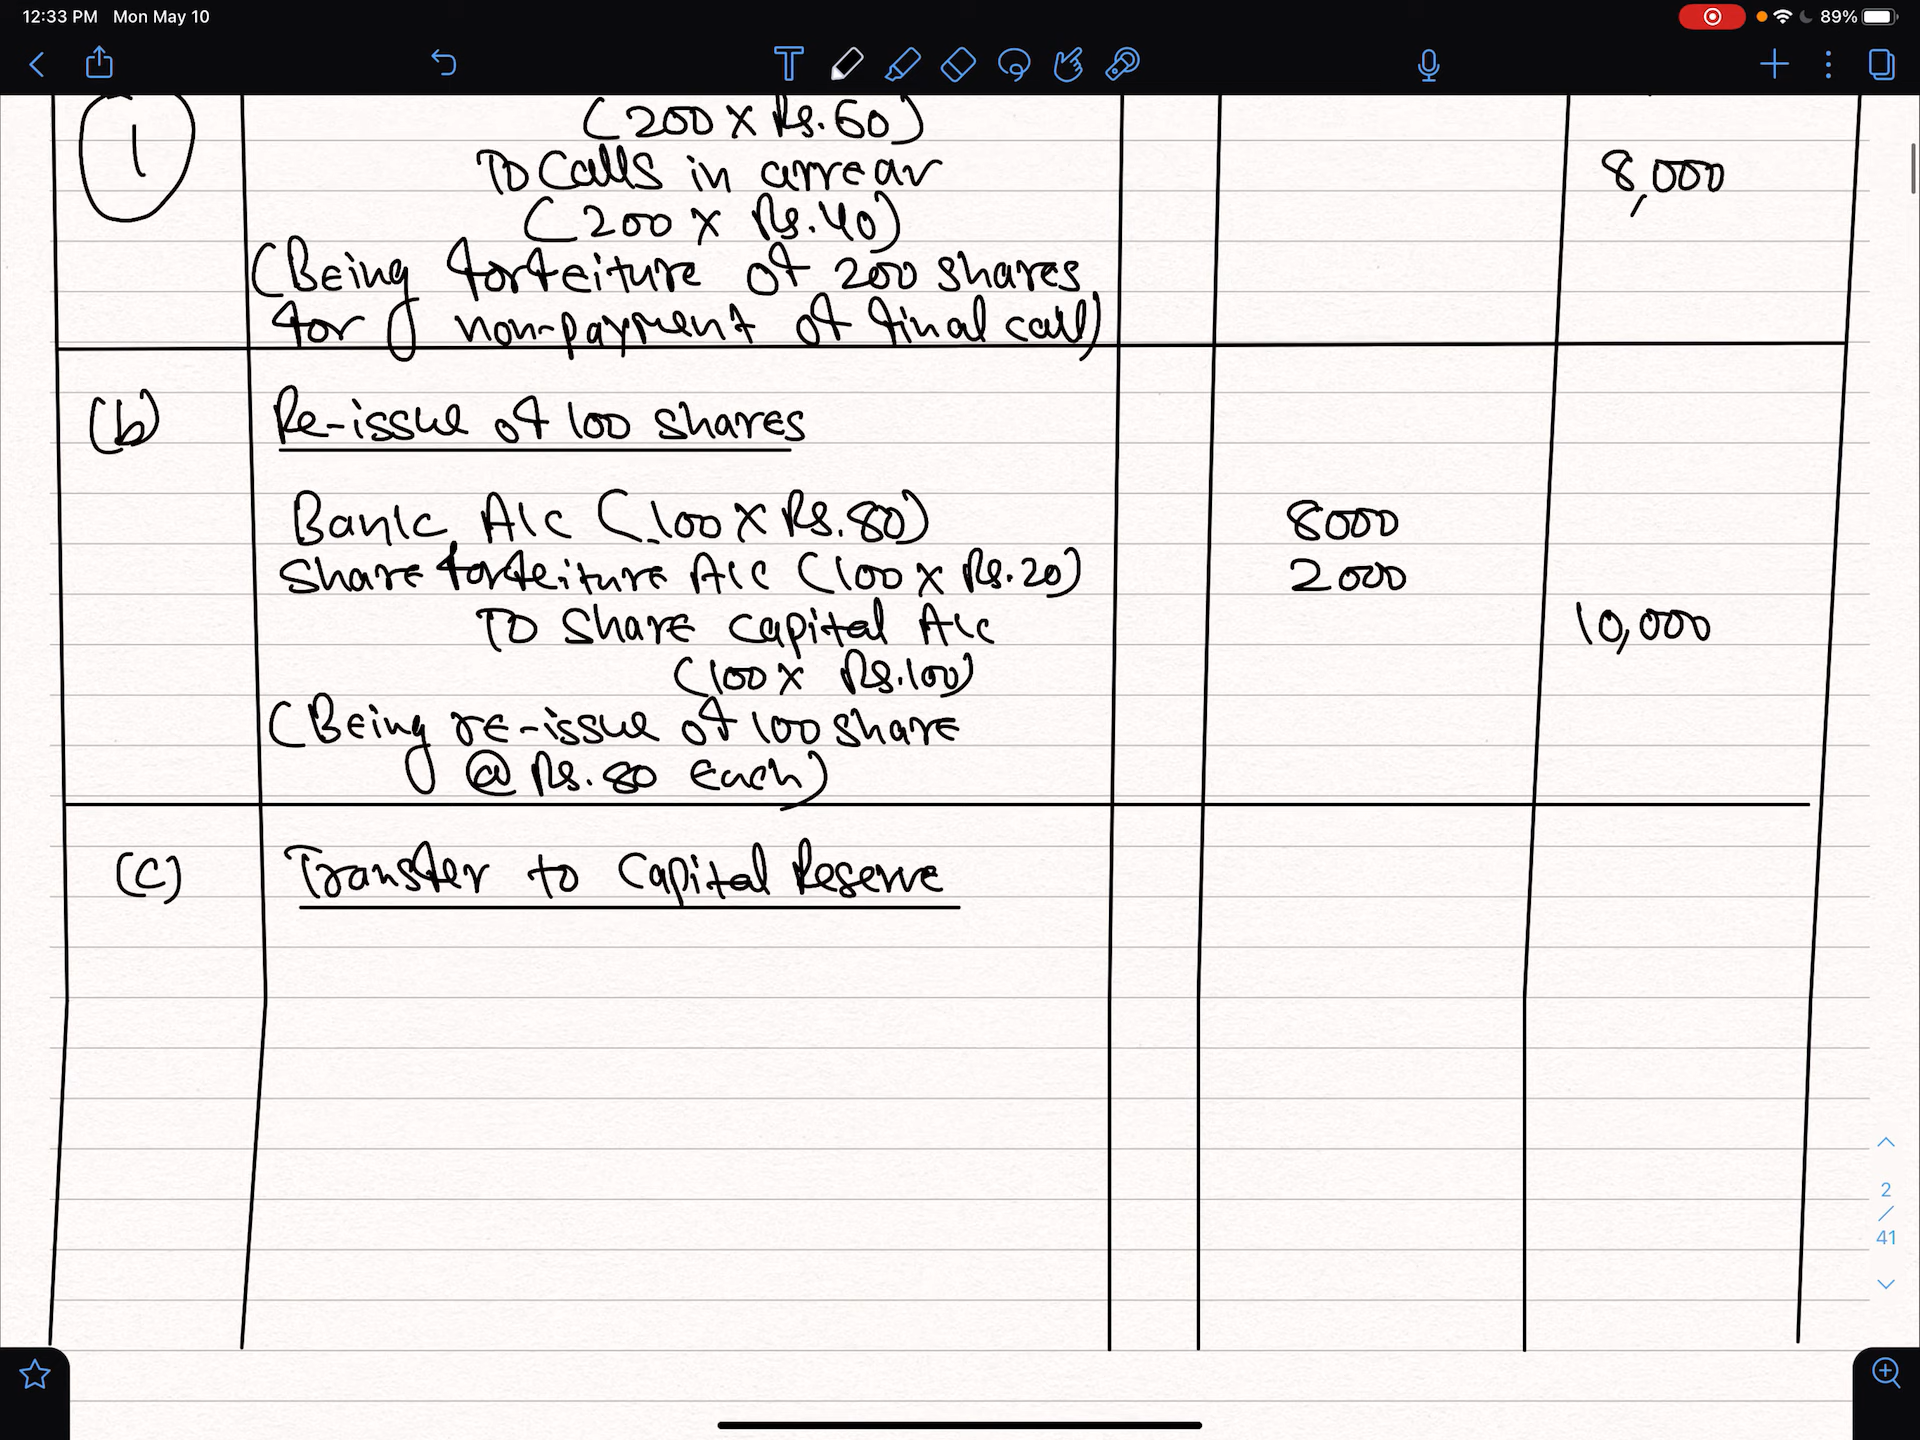 12:33 PM Mon May 10
89%
(200 x Rs.60)
1
To Calls in arrear
8,000
(200 x Rs.40)
(Being forfeiture of 200 shares
for non-payment of final call)
(b)
Re-issue of 100 shares
Bank A/c (100 x Rs.80)
8000
Share forfeiture A/c (100 x Rs.20)
2000
To Share capital A/c
10,000
(100 x Rs.100)
(Being re-issue of 100 share
@ Rs.80 Each)
(c)
Transfer to Capital Reserve
2
/
41